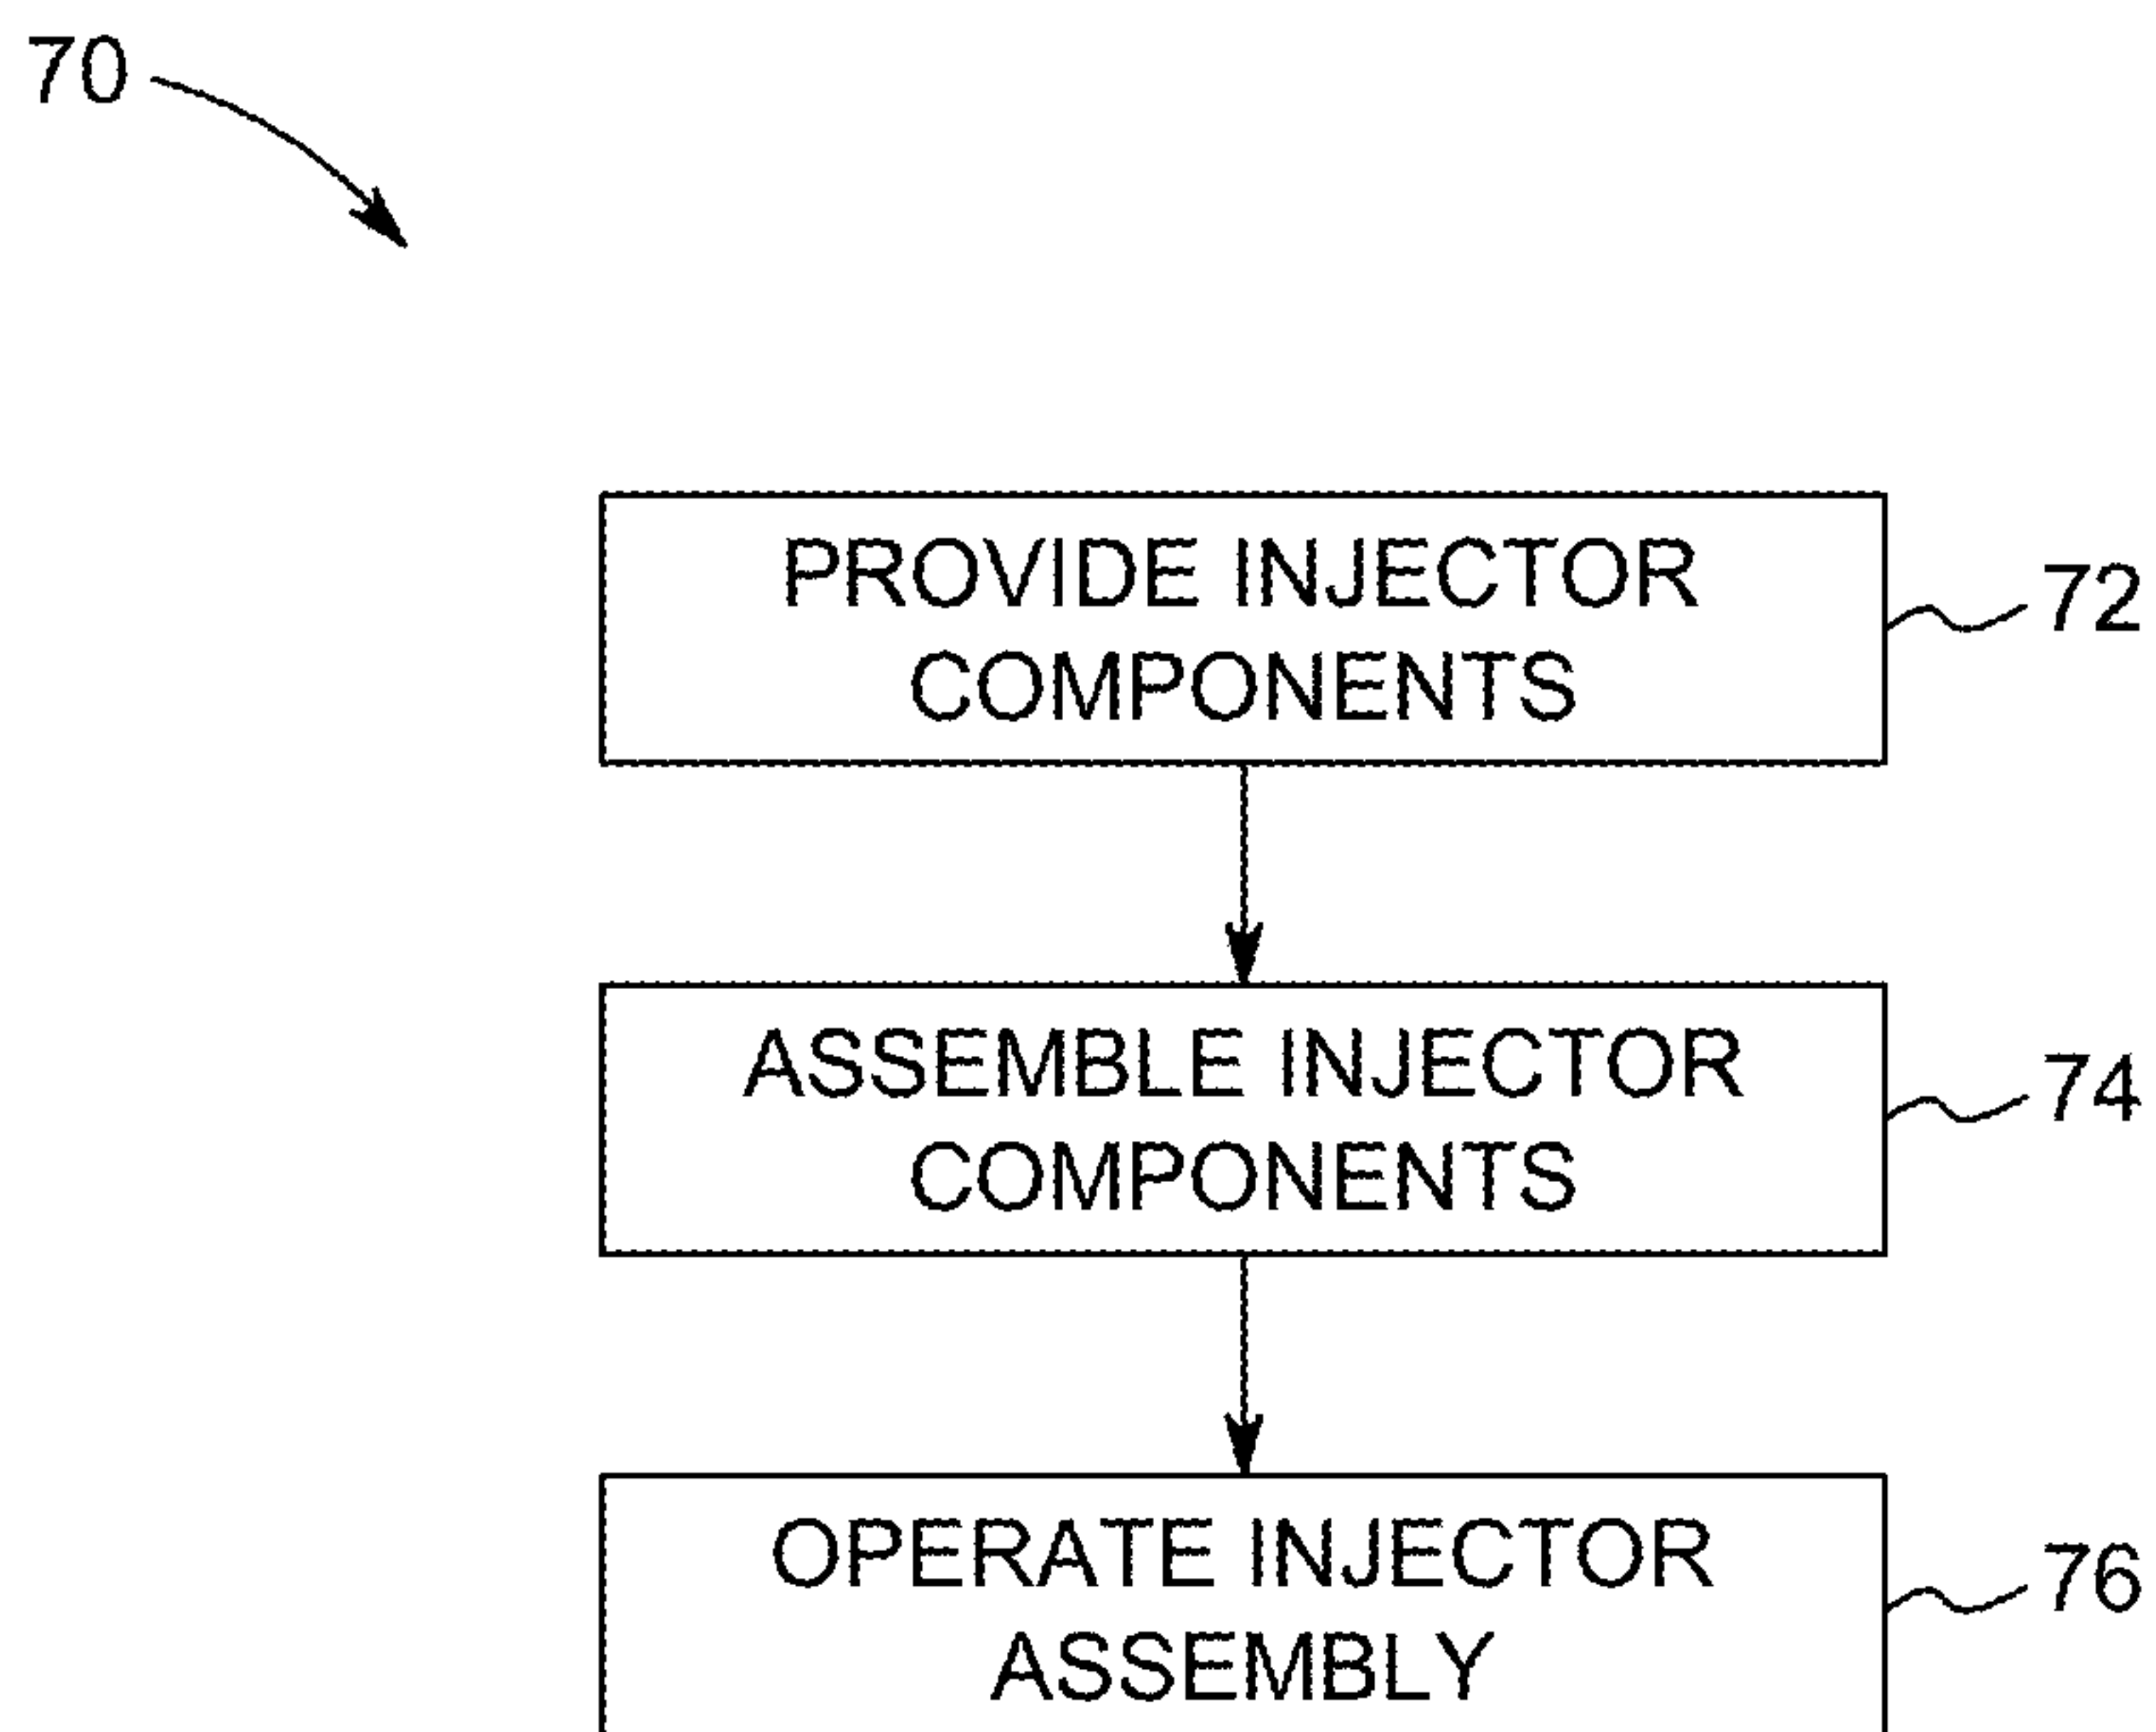 70
PROVIDE INJECTOR
COMPONENTS
72
ASSEMBLE INJECTOR
COMPONENTS
74
OPERATE INJECTOR
ASSEMBLY
76